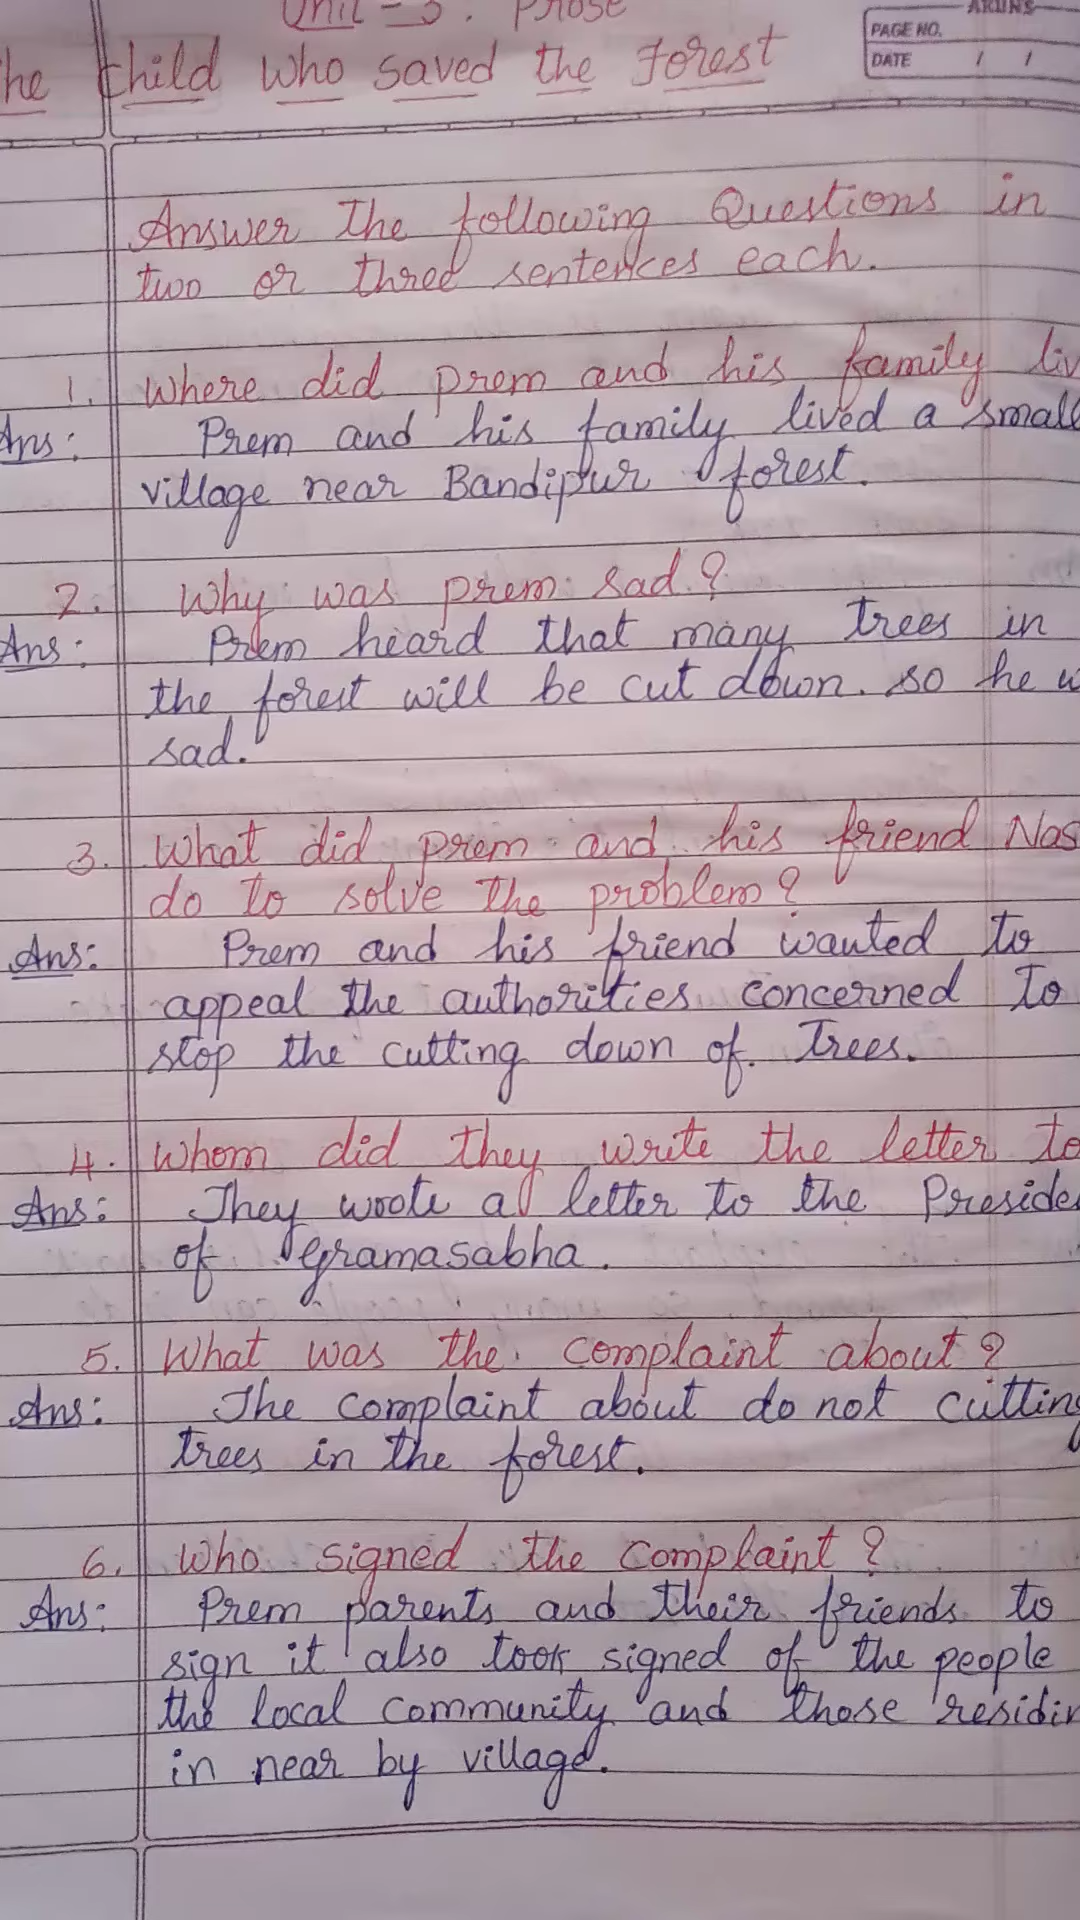 Unit - 3 : Prose
ARUNS
PAGE NO.
DATE / /
he child who saved the Forest
Answer The following Questions in
two or three sentences each.
1. Where did prem and his family liv
Ans: Prem and his family lived a small
village near Bandipur forest.
2. Why was prem sad ?
Ans: Prem heard that many trees in
the forest will be cut down. so he w
sad.
3. What did prem and his friend Nas
do to solve the problem ?
Ans: Prem and his friend wanted to
appeal the authorities concerned To
stop the cutting down of. Trees.
4. Whom did they write the letter to
Ans: They wrote a letter to the Preside
of gramasabha.
5. What was the complaint about ?
Ans: The complaint about do not cutting
trees in the forest.
6. Who signed the complaint ?
Ans: Prem parents and their friends to
sign it also took signed of the people
the local community and those residin
in near by village.